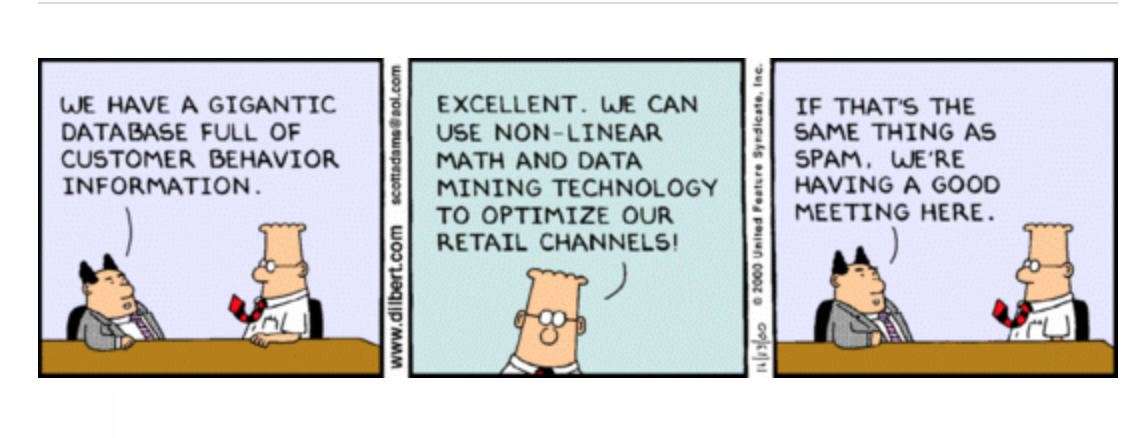 WE HAVE A GIGANTIC
DATABASE FULL OF
CUSTOMER BEHAVIOR
INFORMATION.
www.dilbert.com scottadams@aol.com
EXCELLENT. WE CAN
USE NON-LINEAR
MATH AND DATA
MINING TECHNOLOGY
TO OPTIMIZE OUR
RETAIL CHANNELS!
© 2000 United Feature Syndicate, Inc.
IF THAT'S THE
SAME THING AS
SPAM, WE'RE
HAVING A GOOD
MEETING HERE.